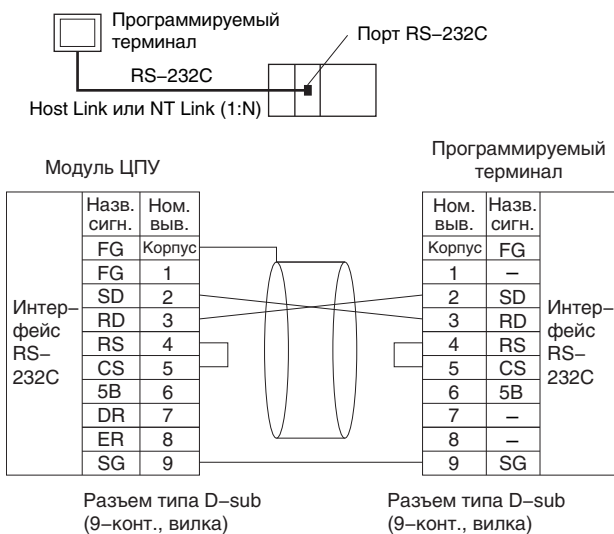 Программируемый
терминал
Порт RS–232C
RS–232C
Host Link или NT Link (1:N)
Модуль ЦПУ
Программируемый
терминал
Назв. Ном.
сигн. выв.
FG Корпус
FG 1
SD 2
RD 3
RS 4
CS 5
5В 6
DR 7
ER 8
SG 9
Интер–
фейс
RS–
232C
Ном. Назв.
выв. сигн.
Корпус FG
1 –
2 SD
3 RD
4 RS
5 CS
6 5В
7 –
8 –
9 SG
Интер–
фейс
RS–
232C
Разъем типа D–sub
(9–конт., вилка)
Разъем типа D–sub
(9–конт., вилка)